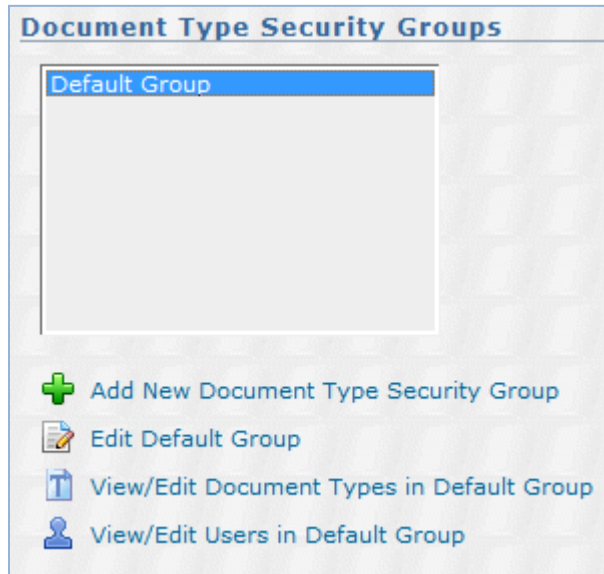 Document Type Security Groups
Default Group
Add New Document Type Security Group
Edit Default Group
T View/Edit Document Types in Default Group
View/Edit Users in Default Group